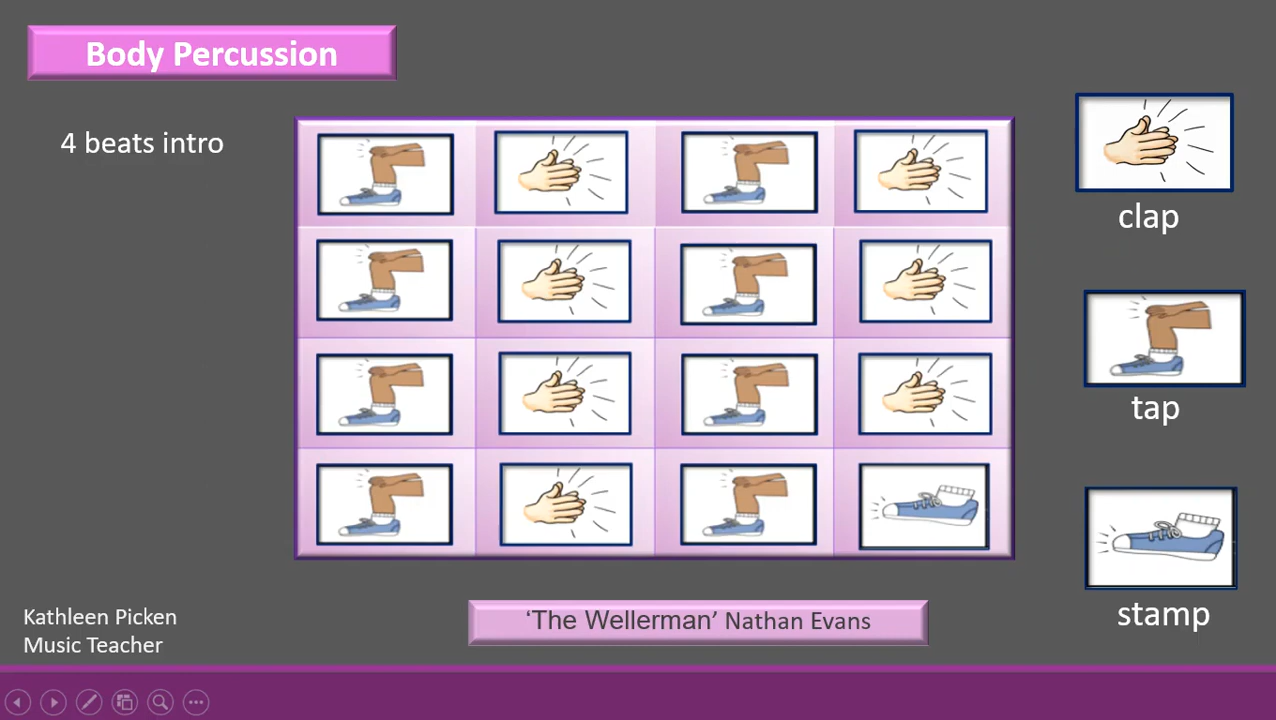 Body Percussion
4 beats intro
clap
tap
stamp
Kathleen Picken
Music Teacher
‘The Wellerman’ Nathan Evans